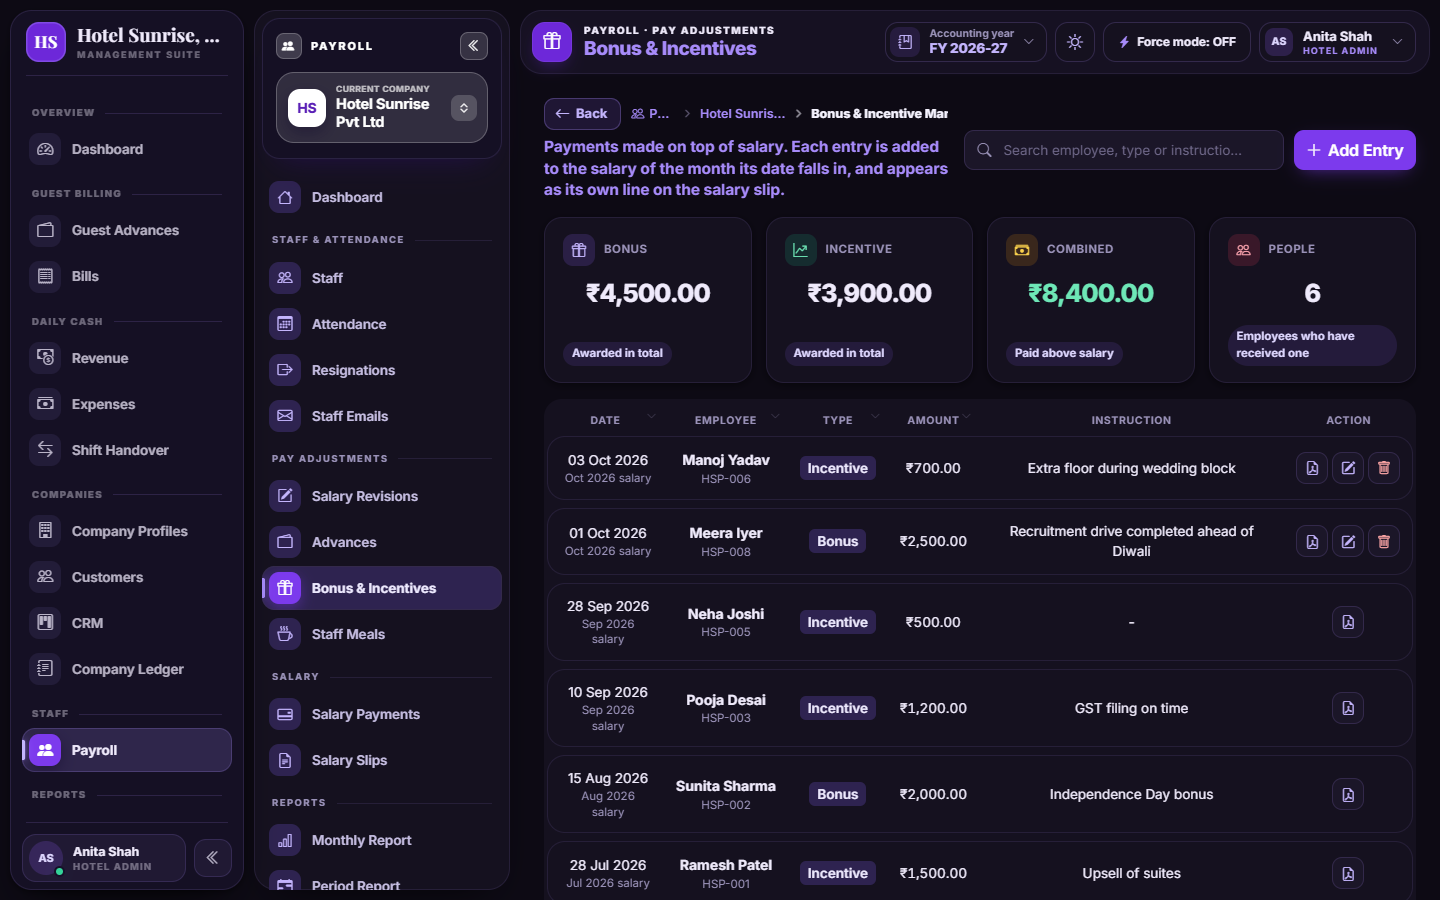 HS
Hotel Sunrise, ...
MANAGEMENT SUITE
OVERVIEW
Dashboard
GUEST BILLING
Guest Advances
Bills
DAILY CASH
Revenue
Expenses
Shift Handover
COMPANIES
Company Profiles
Customers
CRM
Company Ledger
STAFF
Payroll
REPORTS
AS
Anita Shah
HOTEL ADMIN
PAYROLL
HS
CURRENT COMPANY
Hotel Sunrise
Pvt Ltd
Dashboard
STAFF & ATTENDANCE
Staff
Attendance
Resignations
Staff Emails
PAY ADJUSTMENTS
Salary Revisions
Advances
Bonus & Incentives
Staff Meals
SALARY
Salary Payments
Salary Slips
REPORTS
Monthly Report
Period Report
PAYROLL · PAY ADJUSTMENTS
Bonus & Incentives
Accounting year
FY 2026-27
Force mode: OFF
AS
Anita Shah
HOTEL ADMIN
Back
P... > Hotel Sunris... > Bonus & Incentive Mar
Payments made on top of salary. Each entry is added
to the salary of the month its date falls in, and appears
as its own line on the salary slip.
Search employee, type or instructio...
+ Add Entry
BONUS
₹4,500.00
Awarded in total
INCENTIVE
₹3,900.00
Awarded in total
COMBINED
₹8,400.00
Paid above salary
PEOPLE
6
Employees who have
received one
DATE EMPLOYEE TYPE AMOUNT INSTRUCTION ACTION
03 Oct 2026 Manoj Yadav Incentive ₹700.00 Extra floor during wedding block
Oct 2026 salary HSP-006
01 Oct 2026 Meera Iyer Bonus ₹2,500.00 Recruitment drive completed ahead of
Oct 2026 salary HSP-008 Diwali
28 Sep 2026 Neha Joshi Incentive ₹500.00 -
Sep 2026 HSP-005
salary
10 Sep 2026 Pooja Desai Incentive ₹1,200.00 GST filing on time
Sep 2026 HSP-003
salary
15 Aug 2026 Sunita Sharma Bonus ₹2,000.00 Independence Day bonus
Aug 2026 HSP-002
salary
28 Jul 2026 Ramesh Patel Incentive ₹1,500.00 Upsell of suites
Jul 2026 salary HSP-001